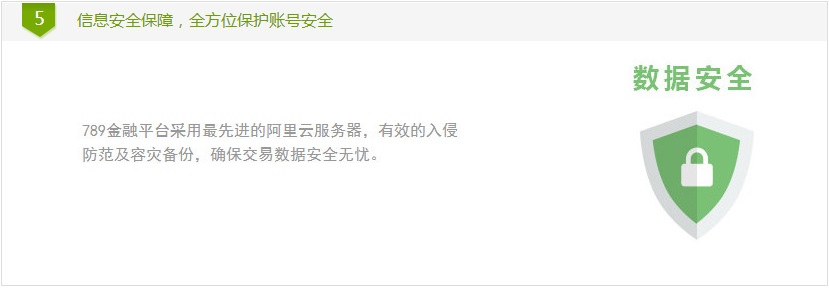 5
信息安全保障，全方位保护账号安全
数据安全
789金融平台采用最先进的阿里云服务器，有效的入侵
防范及容灾备份，确保交易数据安全无忧。